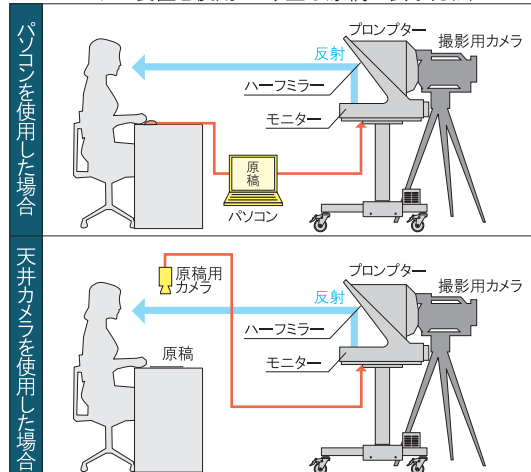 パソコンを使用した場合
プロンプター
撮影用カメラ
反射
ハーフミラー
モニター
原稿
パソコン
天井カメラを使用した場合
原稿用
カメラ
プロンプター
撮影用カメラ
反射
ハーフミラー
原稿
モニター